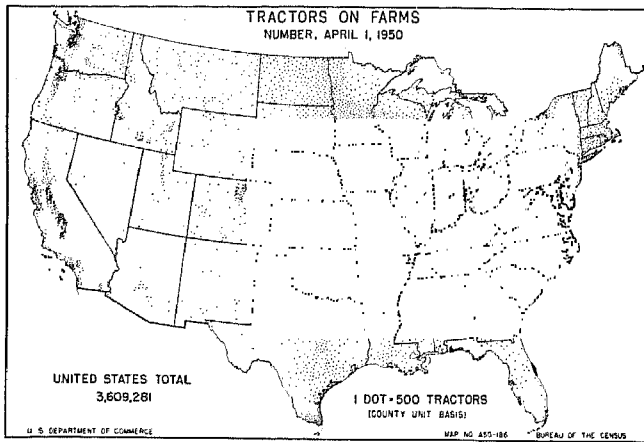 TRACTORS ON FARMS
NUMBER, APRIL 1, 1950
UNITED STATES TOTAL
3,609,281
1 DOT=500 TRACTORS
(COUNTY UNIT BASIS)
U S DEPARTMENT OF COMMERCE
MAP NO A50-186
BUREAU OF THE CENSUS